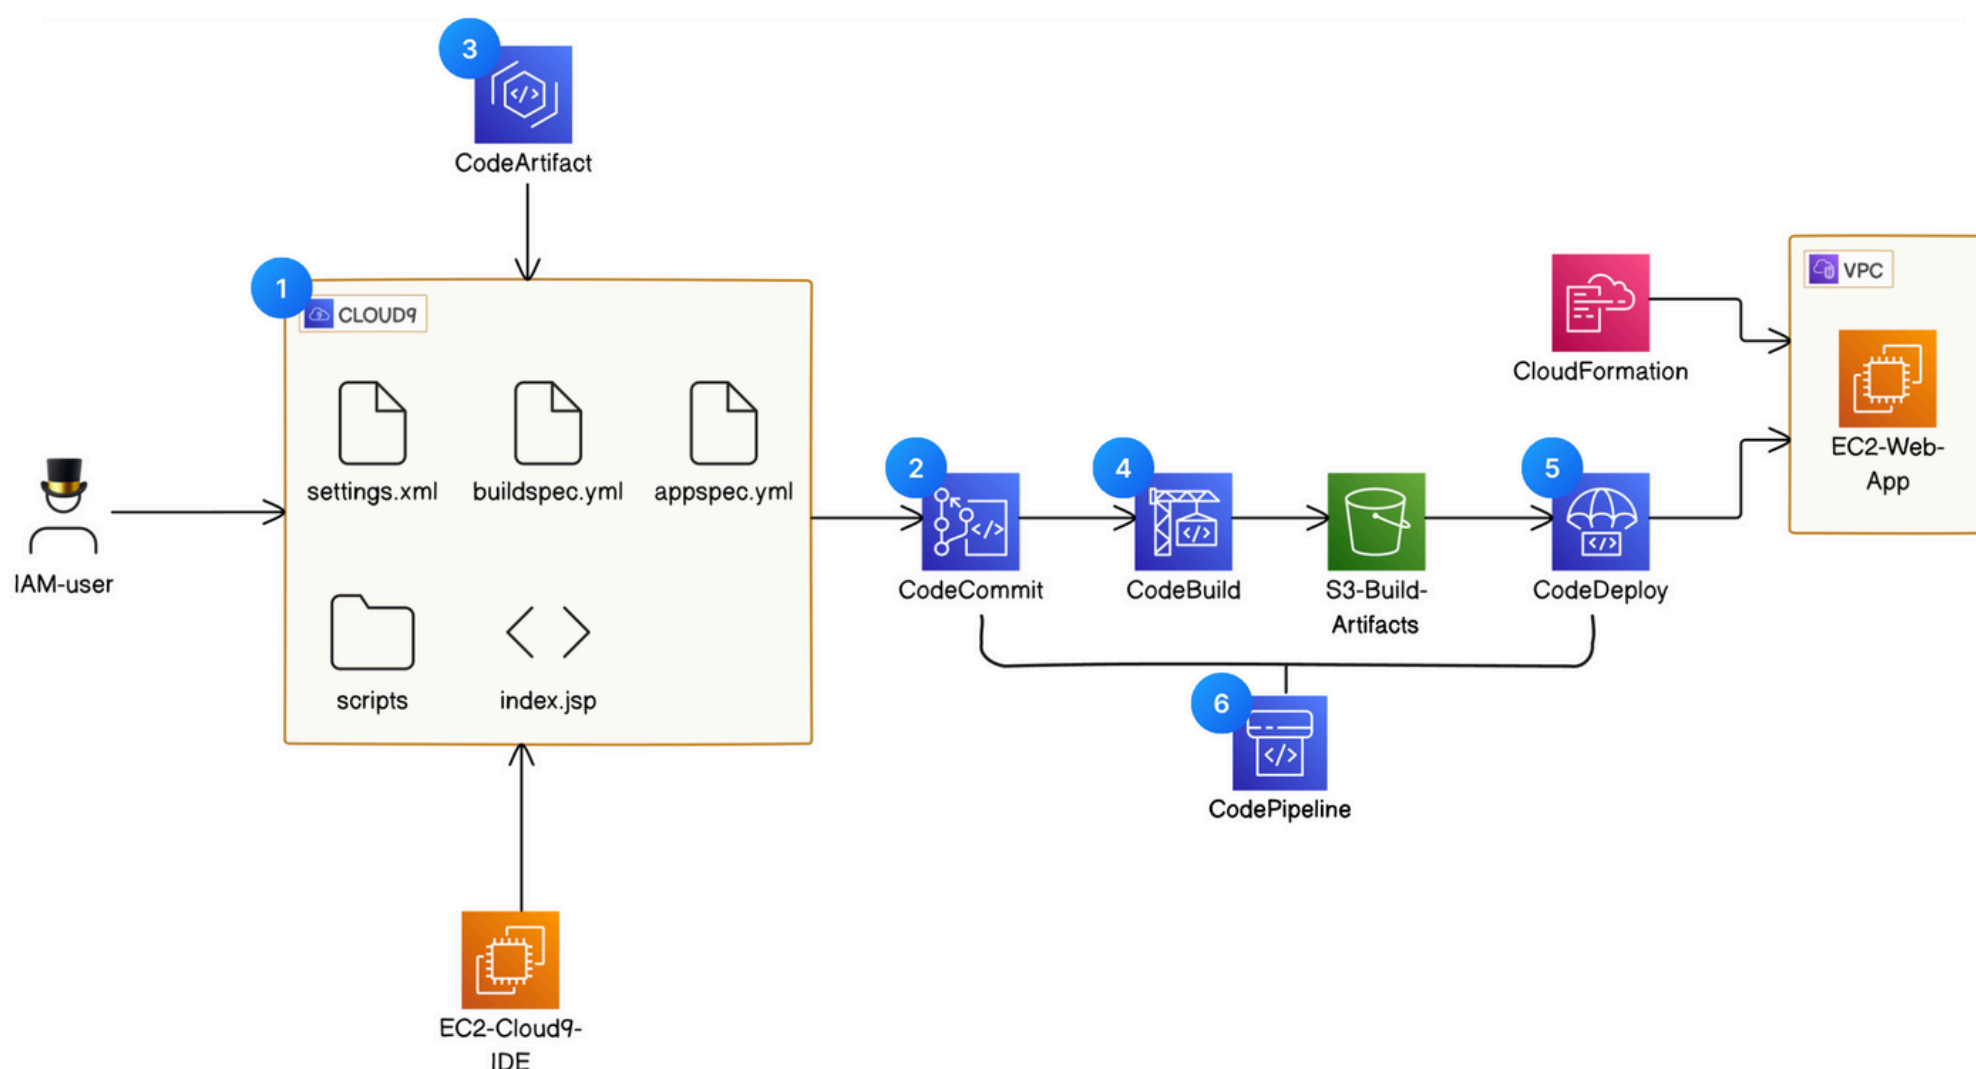 3
CodeArtifact
1
CLOUD9
settings.xml
buildspec.yml
appspec.yml
scripts
index.jsp
IAM-user
EC2-Cloud9-
IDE
2
CodeCommit
4
CodeBuild
S3-Build-
Artifacts
5
CodeDeploy
6
CodePipeline
CloudFormation
VPC
EC2-Web-
App